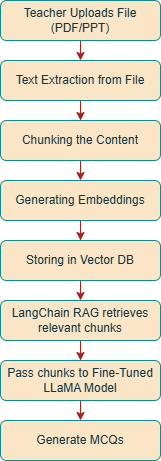 Teacher Uploads File
(PDF/PPT)
Text Extraction from File
Chunking the Content
Generating Embeddings
Storing in Vector DB
LangChain RAG retrieves
relevant chunks
Pass chunks to Fine-Tuned
LLaMA Model
Generate MCQs